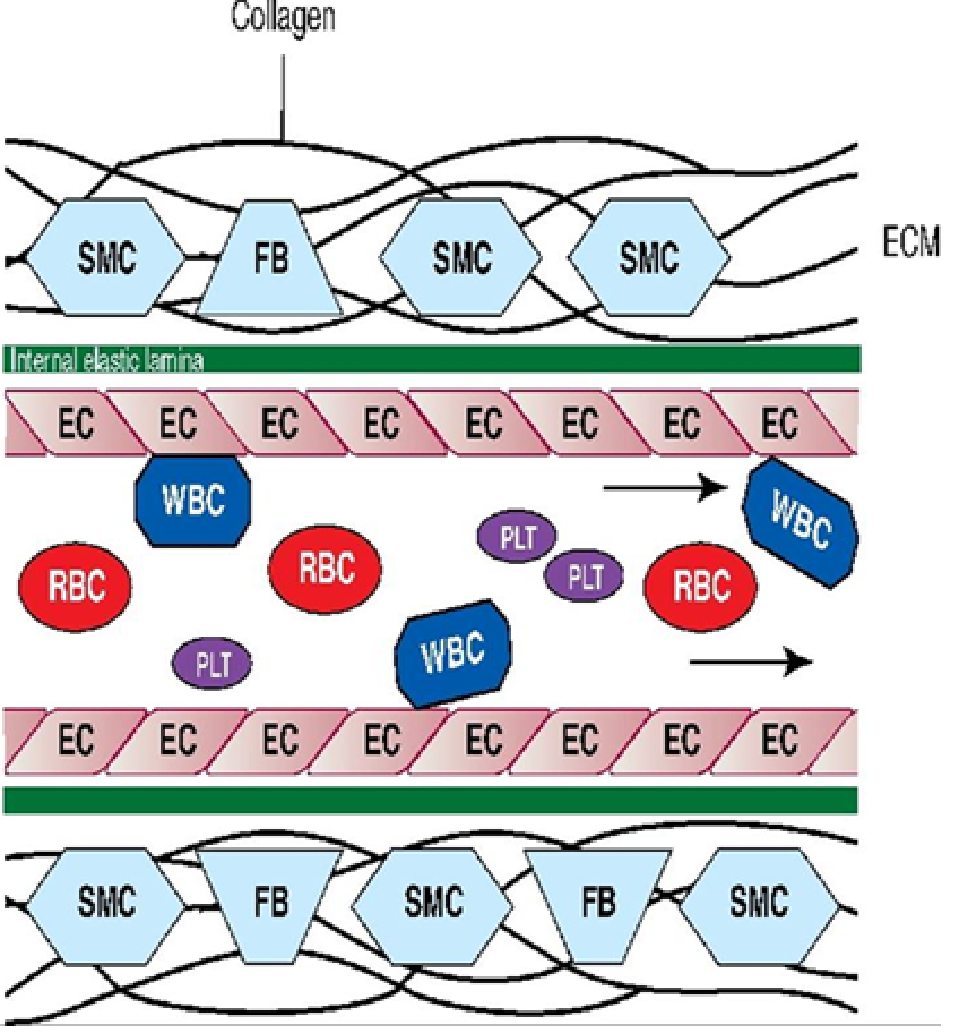 Collagen
SMC FB SMC SMC
ECM
Internal elastic lamina
EC EC EC EC EC EC EC EC
WBC
WBC
PLT
RBC RBC PLT RBC
WBC
PLT
EC EC EC EC EC EC EC EC
SMC FB SMC FB SMC